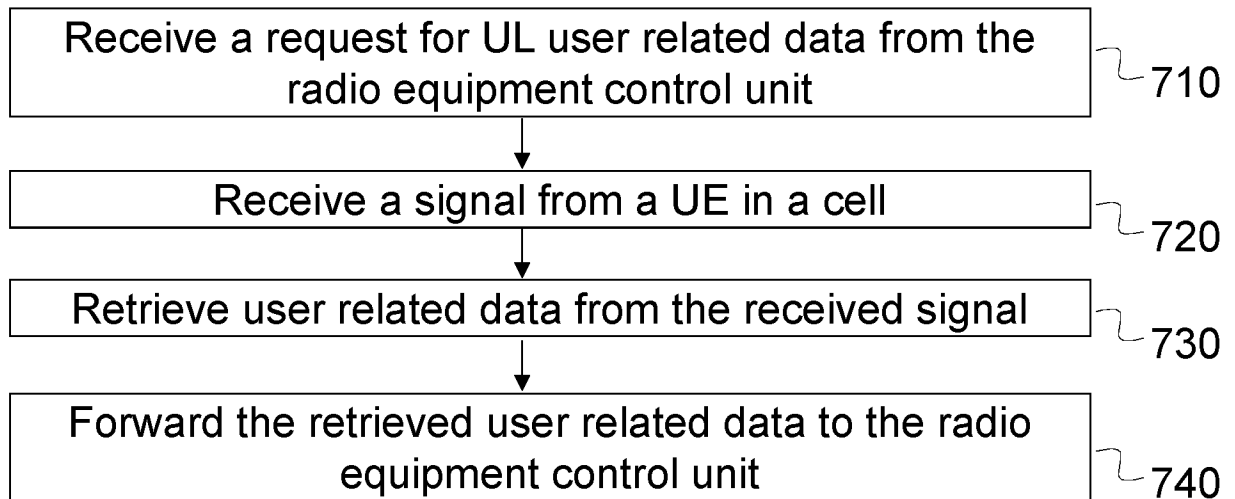 Receive a request for UL user related data from the
radio equipment control unit
710
Receive a signal from a UE in a cell
720
Retrieve user related data from the received signal
730
Forward the retrieved user related data to the radio
equipment control unit
740